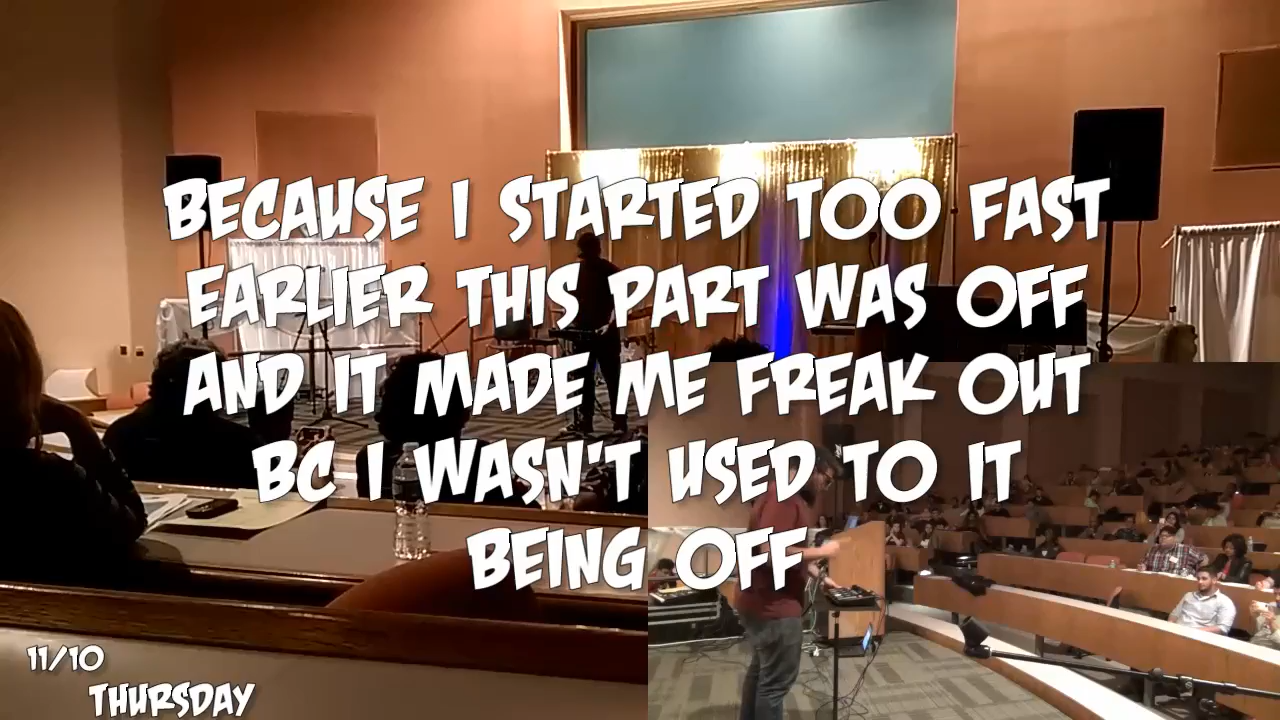 BECAUSE I STARTED TOO FAST
EARLIER THIS PART WAS OFF
AND IT MADE ME FREAK OUT
BC I WASN'T USED TO IT
BEING OFF
11/10
THURSDAY